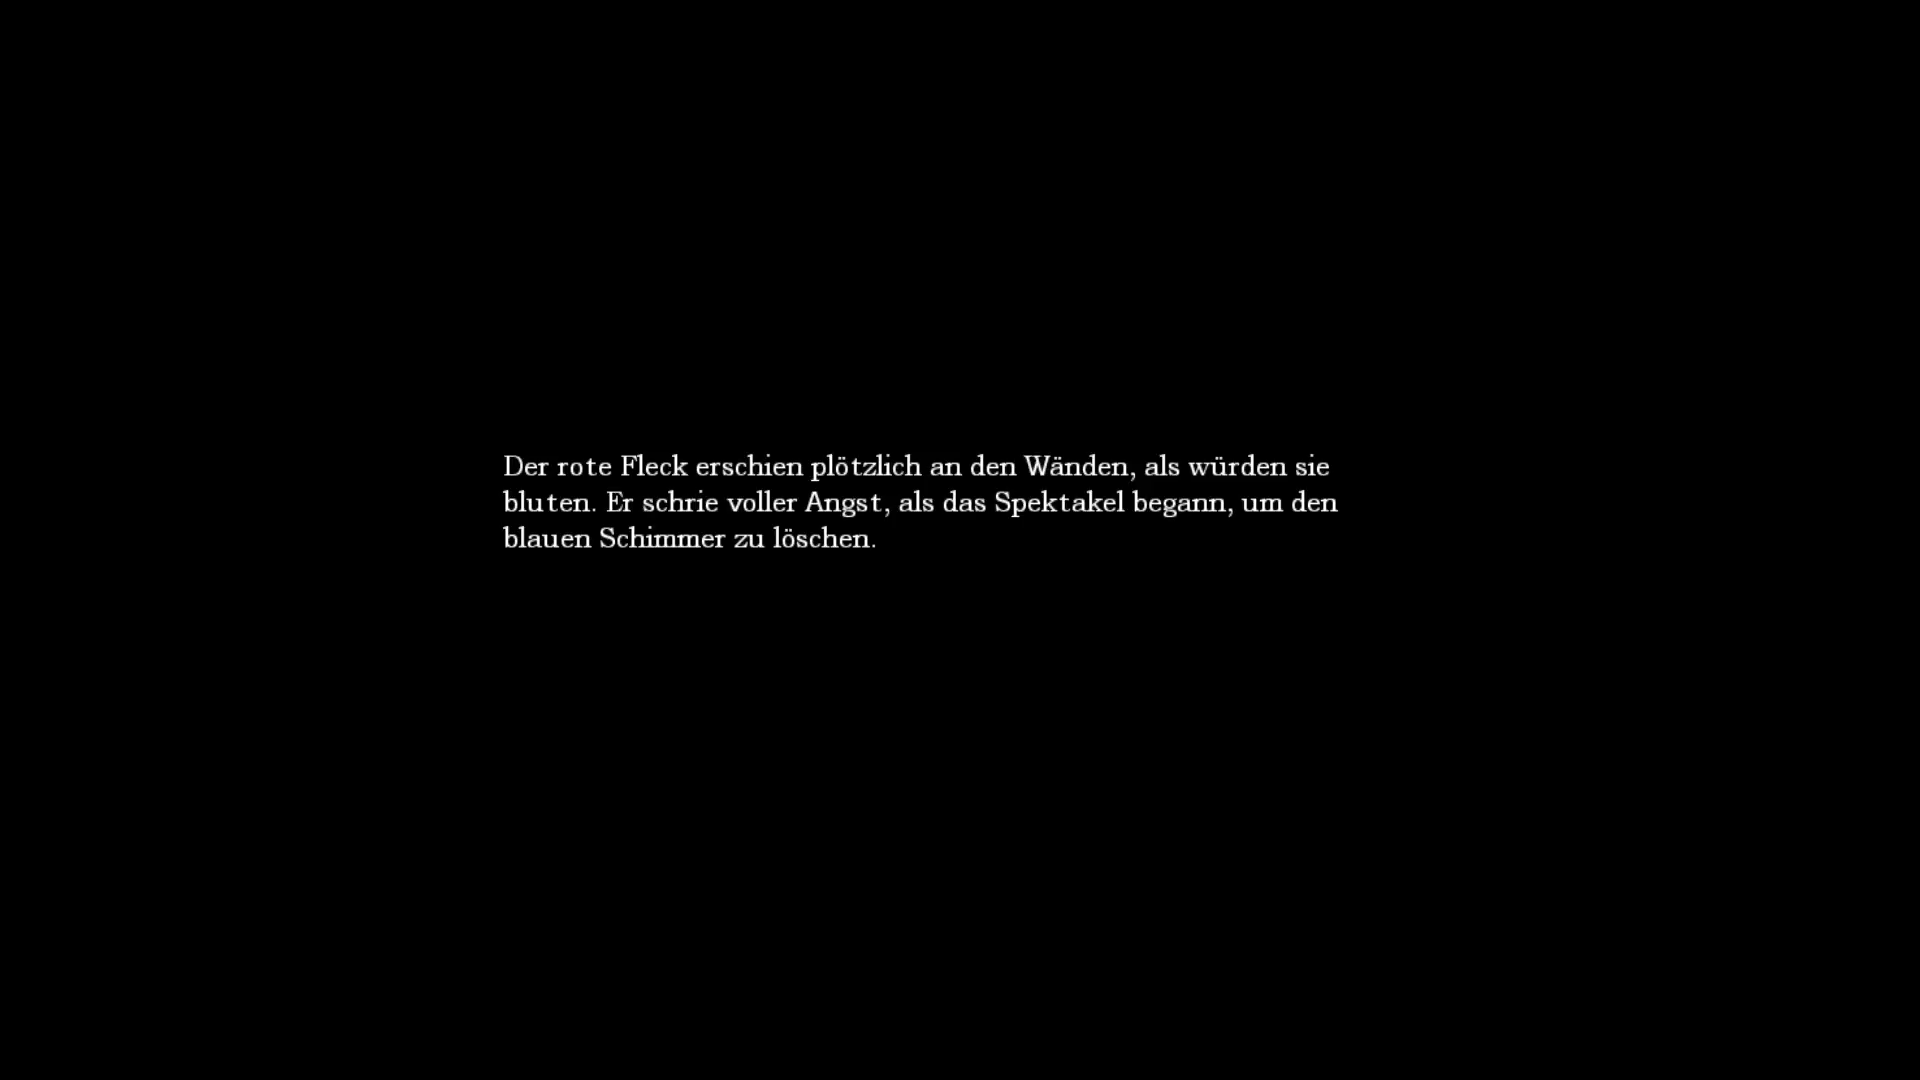 Der rote Fleck erschien plötzlich an den Wänden, als würden sie
bluten. Er schrie voller Angst, als das Spektakel begann, um den
blauen Schimmer zu löschen.